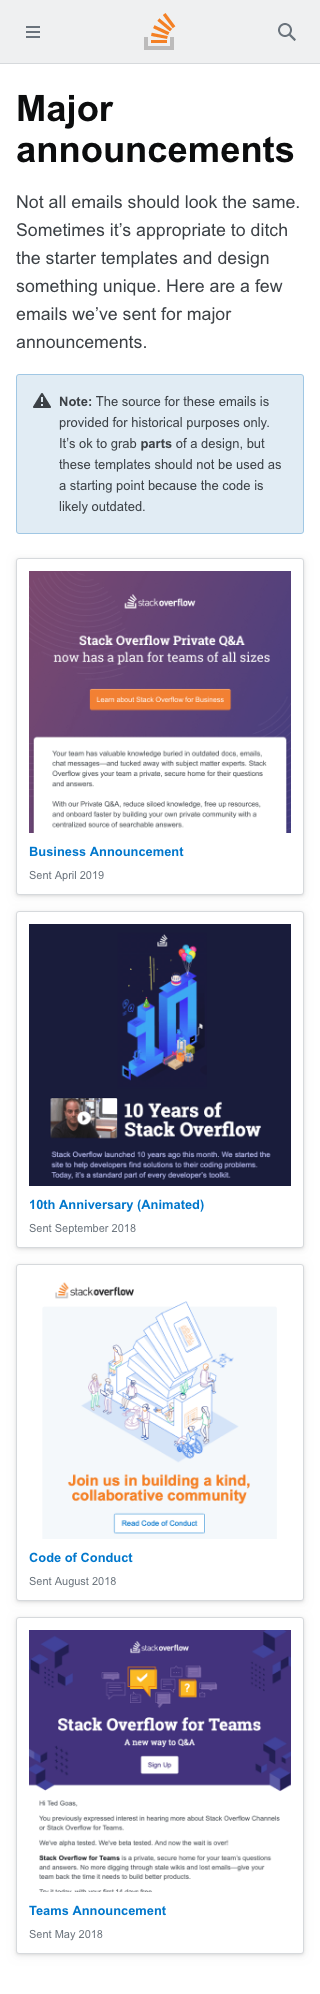 Major
announcements
Not all emails should look the same.
Sometimes it’s appropriate to ditch
the starter templates and design
something unique. Here are a few
emails we’ve sent for major
announcements.
Note: The source for these emails is
provided for historical purposes only.
It’s ok to grab parts of a design, but
these templates should not be used as
a starting point because the code is
likely outdated.
stackoverflow
Stack Overflow Private Q&A
now has a plan for teams of all sizes
Learn about Stack Overflow for Business
Your team has valuable knowledge buried in outdated docs, emails,
chat messages—and tucked away with subject matter experts. Stack
Overflow gives your team a private, secure home for their questions
and answers.
With our Private Q&A, reduce siloed knowledge, free up resources,
and onboard faster by building your own private community with a
centralized source of searchable answers.
Business Announcement
Sent April 2019
10
10 Years of
Stack Overflow
Stack Overflow launched 10 years ago this month. We started the
site to help developers find solutions to their coding problems.
Today, it’s a standard part of every developer’s toolkit.
10th Anniversary (Animated)
Sent September 2018
stackoverflow
Join us in building a kind,
collaborative community
Read Code of Conduct
Code of Conduct
Sent August 2018
stackoverflow
?
Stack Overflow for Teams
A new way to Q&A
Sign Up
Hi Ted Goas,
You previously expressed interest in hearing more about Stack Overflow Channels
or Stack Overflow for Teams.
We’ve alpha tested. We’ve beta tested. And now the wait is over!
Stack Overflow for Teams is a private, secure home for your team’s questions
and answers. No more digging through stale wikis and lost emails—give your
team back the time it needs to build better products.
Try it today, with your first 14 days free.
Teams Announcement
Sent May 2018